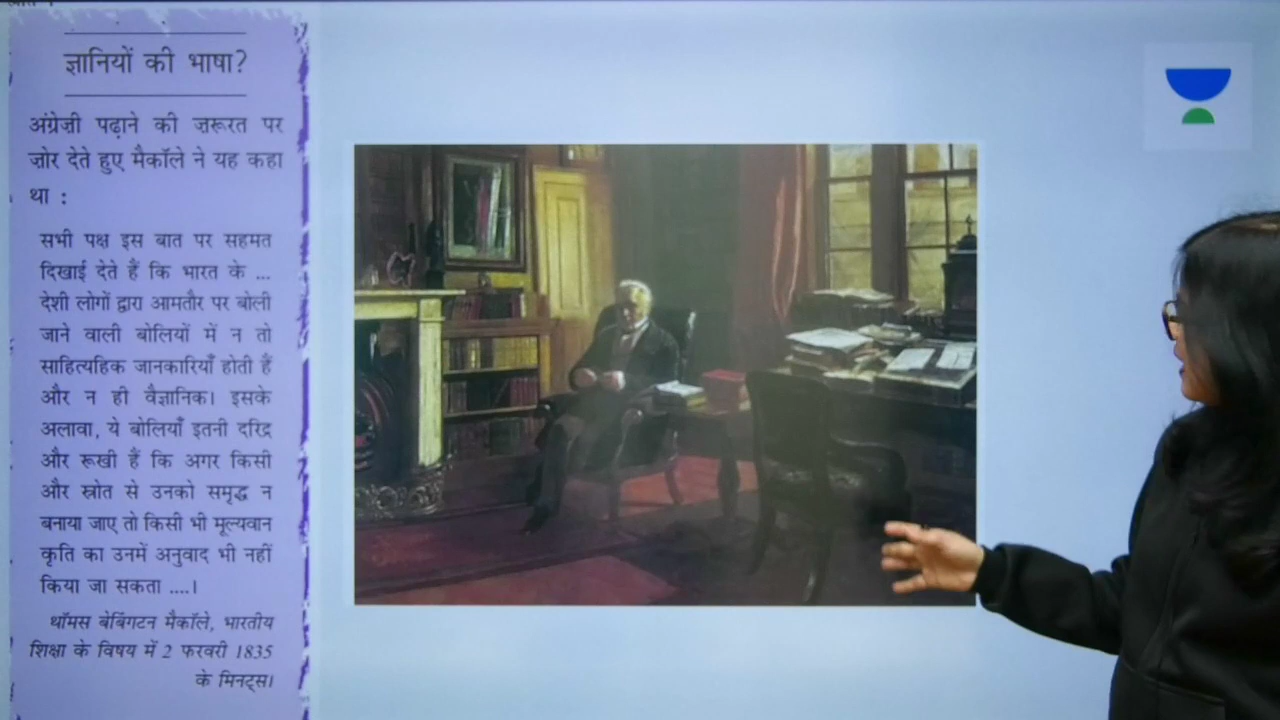 ज्ञानियों की भाषा?
अंग्रेज़ी पढ़ाने की ज़रूरत पर
ज़ोर देते हुए मैकॉले ने यह कहा
था :
सभी पक्ष इस बात पर सहमत
दिखाई देते हैं कि भारत के ...
देशी लोगों द्वारा आमतौर पर बोली
जाने वाली बोलियों में न तो
साहित्यहिक जानकारियाँ होती हैं
और न ही वैज्ञानिक। इसके
अलावा, ये बोलियाँ इतनी दरिद्र
और रूखी हैं कि अगर किसी
और स्रोत से उनको समृद्ध न
बनाया जाए तो किसी भी मूल्यवान
कृति का उनमें अनुवाद भी नहीं
किया जा सकता ....।
थॉमस बेबिंगटन मैकॉले, भारतीय
शिक्षा के विषय में 2 फरवरी 1835
के मिनट्स।